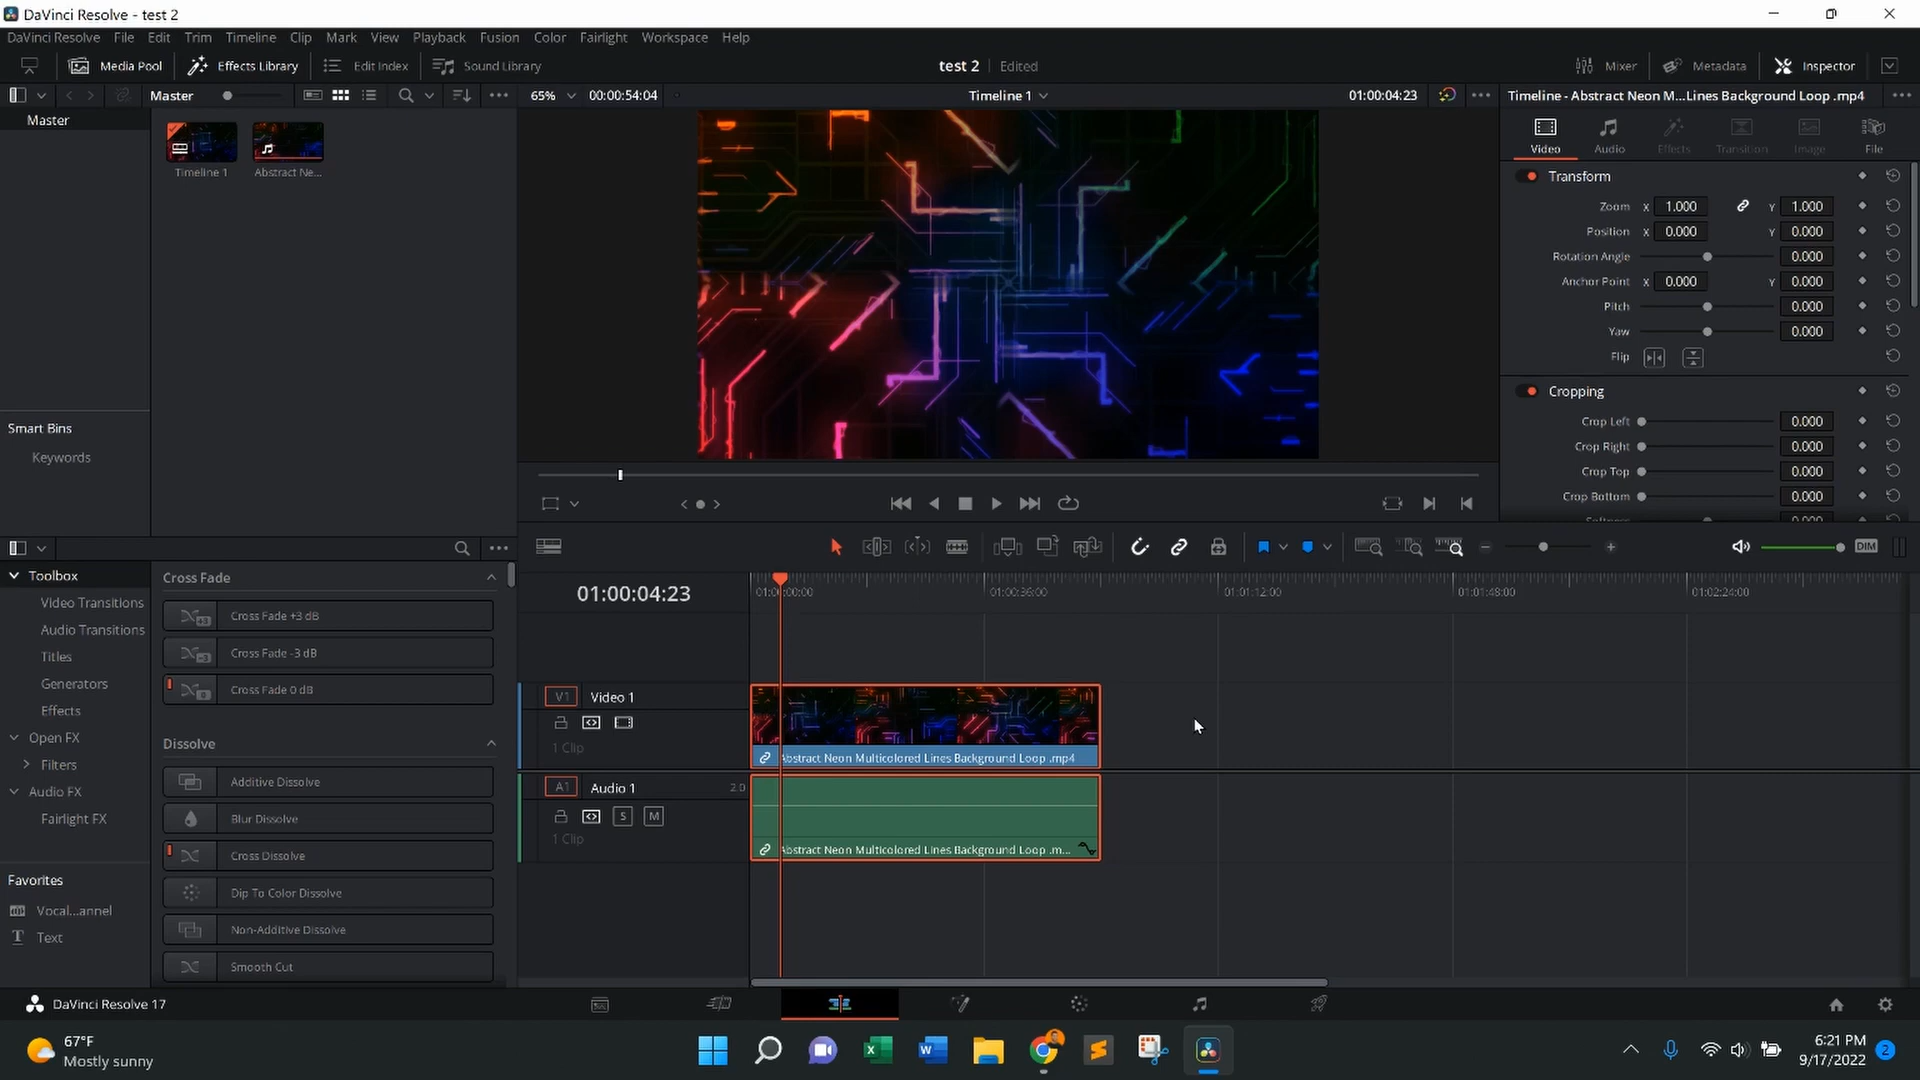 DaVinci Resolve - test 2
DaVinci Resolve File Edit Trim Timeline Clip Mark View Playback Fusion Color Fairlight Workspace Help
Media Pool Effects Library Edit Index Sound Library test 2 Edited Mixer Metadata Inspector
Master 65% 00:00:54:04 Timeline 1 01:00:04:23 Timeline - Abstract Neon M...Lines Background Loop .mp4
Master
Timeline 1 Abstract Ne...
Video Audio Effects Transition Image File
Transform
Zoom X 1.000 Y 1.000
Position X 0.000 Y 0.000
Rotation Angle 0.000
Anchor Point X 0.000 Y 0.000
Pitch 0.000
Yaw 0.000
Flip
Cropping
Crop Left 0.000
Crop Right 0.000
Crop Top 0.000
Crop Bottom 0.000
Smart Bins
Keywords
DIM
Toolbox
Video Transitions
Audio Transitions
Titles
Generators
Effects
Open FX
Filters
Audio FX
Fairlight FX
Favorites
Vocal...annel
Text
Cross Fade
Cross Fade +3 dB
Cross Fade -3 dB
Cross Fade 0 dB
Dissolve
Additive Dissolve
Blur Dissolve
Cross Dissolve
Dip To Color Dissolve
Non-Additive Dissolve
Smooth Cut
01:00:04:23
01:00:36:00 01:01:12:00 01:01:48:00 01:02:24:00
V1 Video 1
1 Clip
Abstract Neon Multicolored Lines Background Loop .mp4
A1 Audio 1 2.0
S M
1 Clip
Abstract Neon Multicolored Lines Background Loop .m...
DaVinci Resolve 17
67°F
Mostly sunny
6:21 PM
9/17/2022
2